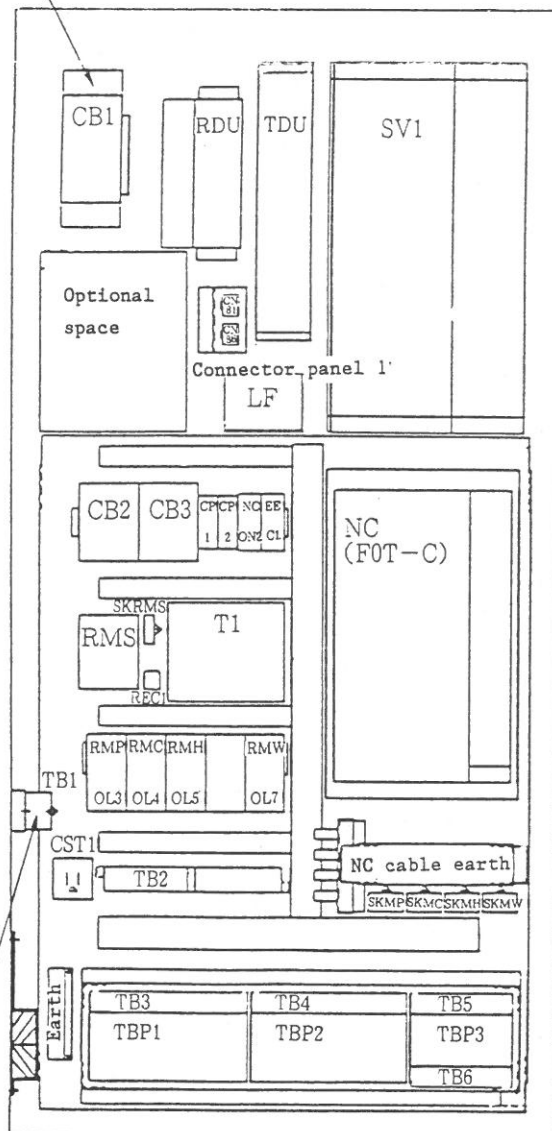 CB1
RDU
TDU
SV1
Optional
space
CN
81
CN
86
Connector panel 1
LF
CB2
CB3
CP
1
CP
2
NC
ON2
EE
CL
NC
(F0T-C)
SKRMS
RMS
T1
REC1
RMP
RMC
RMH
RMW
OL3
OL4
OL5
OL7
TB1
CST1
TB2
NC cable earth
SKMP
SKMC
SKMH
SKMW
Earth
TB3
TB4
TB5
TBP1
TBP2
TBP3
TB6